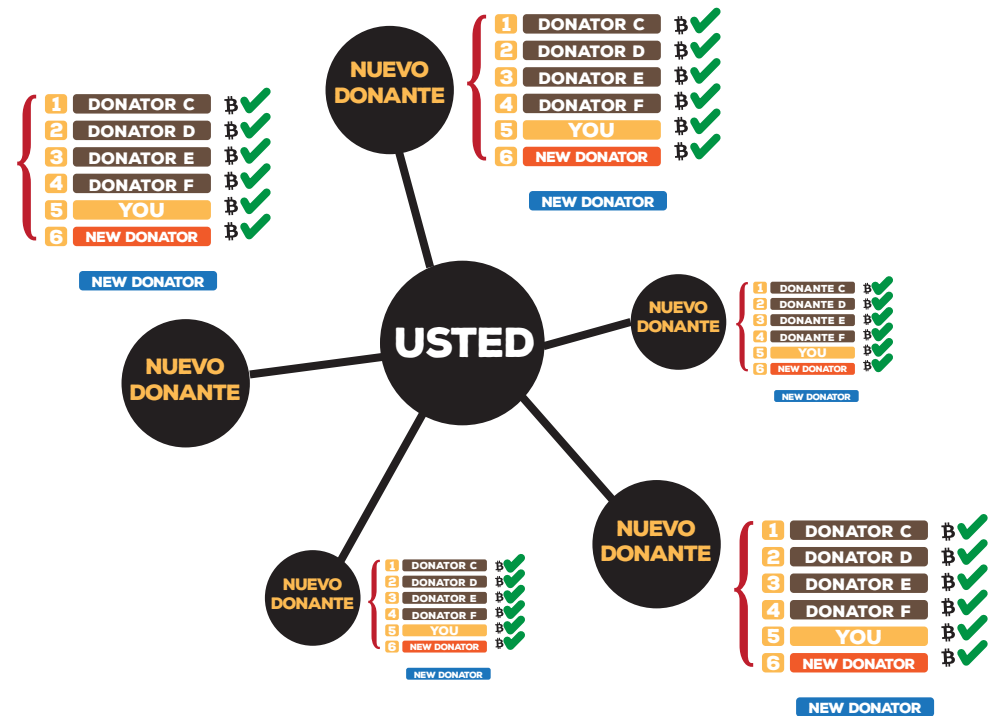 NUEVO
DONANTE
1 DONATOR C ₿
2 DONATOR D ₿
3 DONATOR E ₿
4 DONATOR F ₿
5 YOU ₿
6 NEW DONATOR ₿
NEW DONATOR
1 DONATOR C ₿
2 DONATOR D ₿
3 DONATOR E ₿
4 DONATOR F ₿
5 YOU ₿
6 NEW DONATOR ₿
NEW DONATOR
USTED
NUEVO
DONANTE
1 DONANTE C ₿
2 DONANTE D ₿
3 DONANTE E ₿
4 DONANTE F ₿
5 YOU ₿
6 NEW DONATOR ₿
NEW DONATOR
NUEVO
DONANTE
NUEVO
DONANTE
1 DONATOR C ₿
2 DONATOR D ₿
3 DONATOR E ₿
4 DONATOR F ₿
5 YOU ₿
6 NEW DONATOR ₿
NEW DONATOR
NUEVO
DONANTE
1 DONATOR C ₿
2 DONATOR D ₿
3 DONATOR E ₿
4 DONATOR F ₿
5 YOU ₿
6 NEW DONATOR ₿
NEW DONATOR